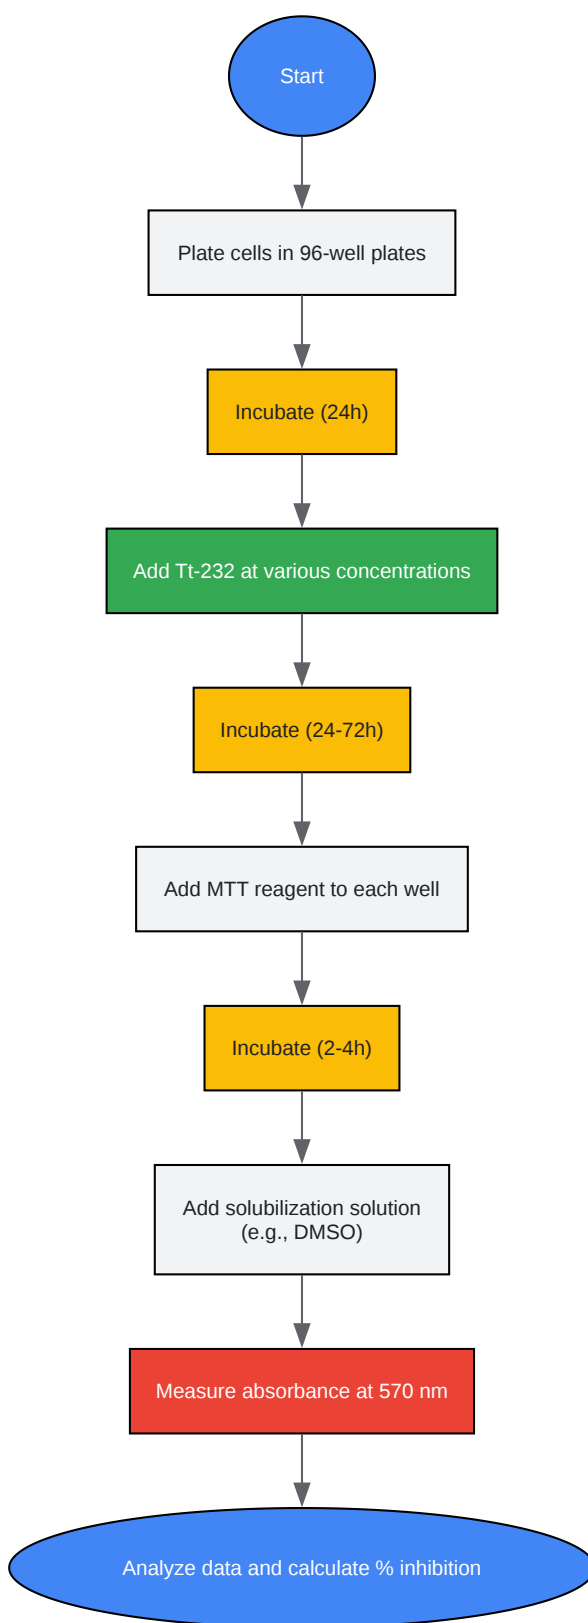 Start
Plate cells in 96-well plates
Incubate (24h)
Add Tt-232 at various concentrations
Incubate (24-72h)
Add MTT reagent to each well
Incubate (2-4h)
Add solubilization solution
(e.g., DMSO)
Measure absorbance at 570 nm
Analyze data and calculate % inhibition